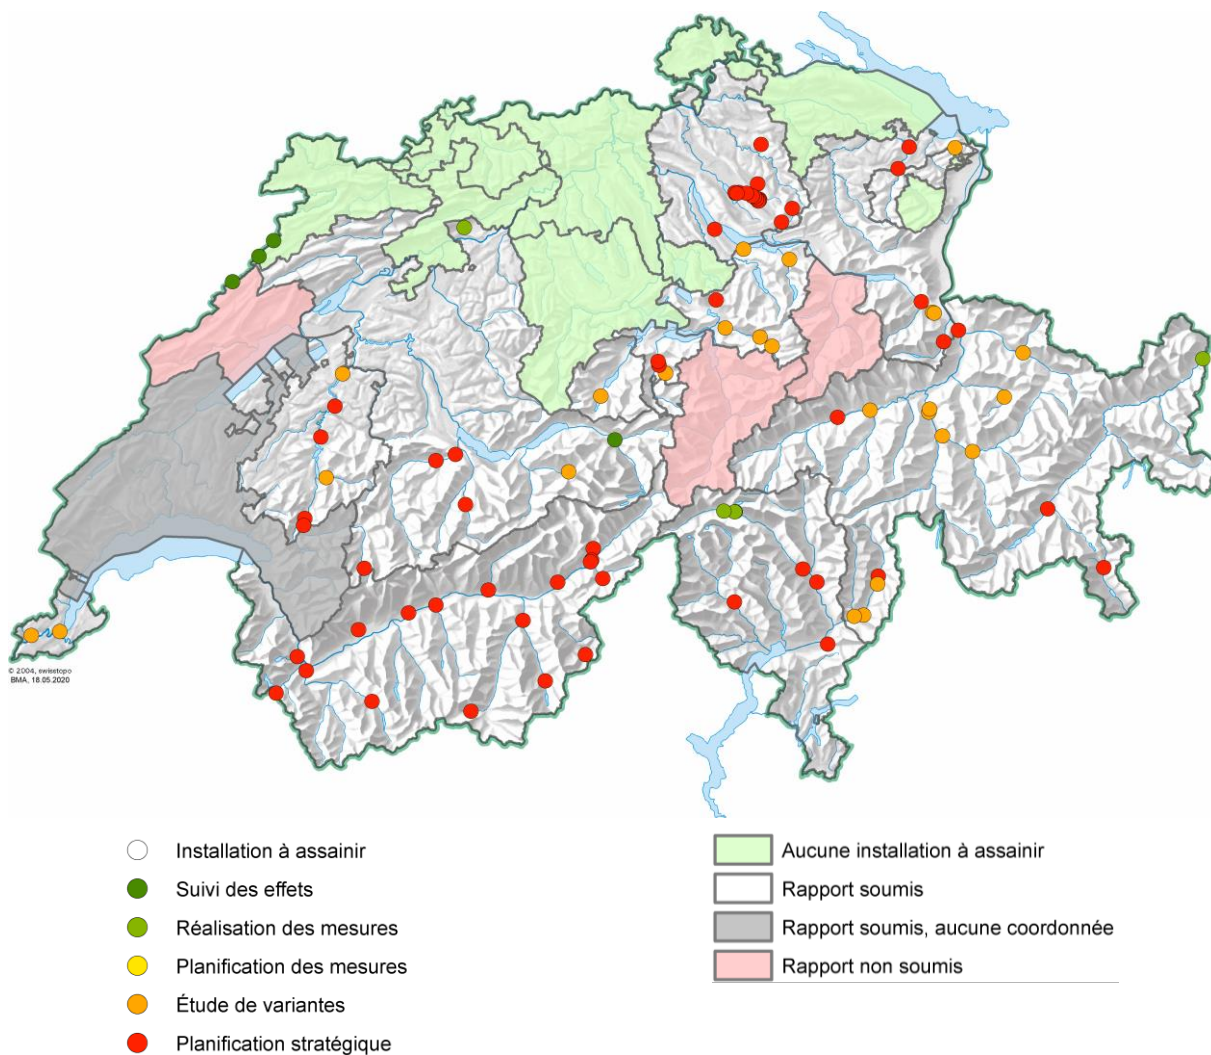 © 2004, swisstopo
BMA, 18.05.2020
Installation à assainir
Suivi des effets
Réalisation des mesures
Planification des mesures
Étude de variantes
Planification stratégique
Aucune installation à assainir
Rapport soumis
Rapport soumis, aucune coordonnée
Rapport non soumis